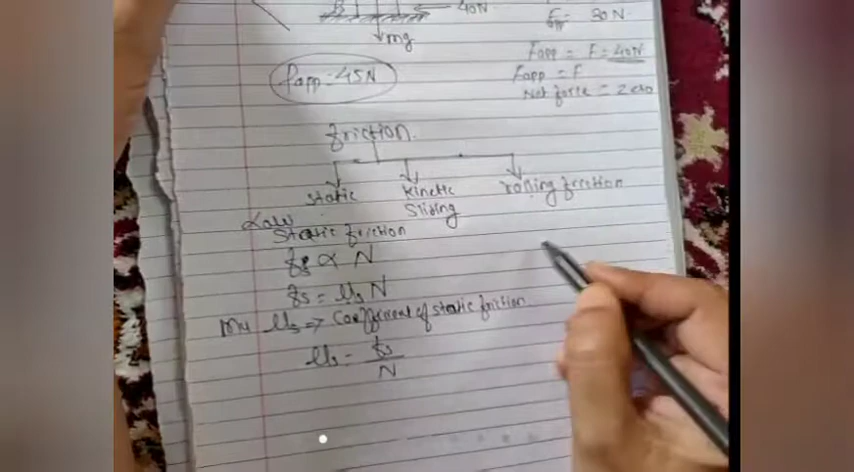 40N
mg
30N
Fapp = F = 40N
Fapp = 45N
Fapp = F
Net force = zero
friction
static
kinetic
sliding
rolling friction
Law
Static friction
fs ∝ N
fs = μs N
mu μs => Coefficient of static friction
μs = fs
N